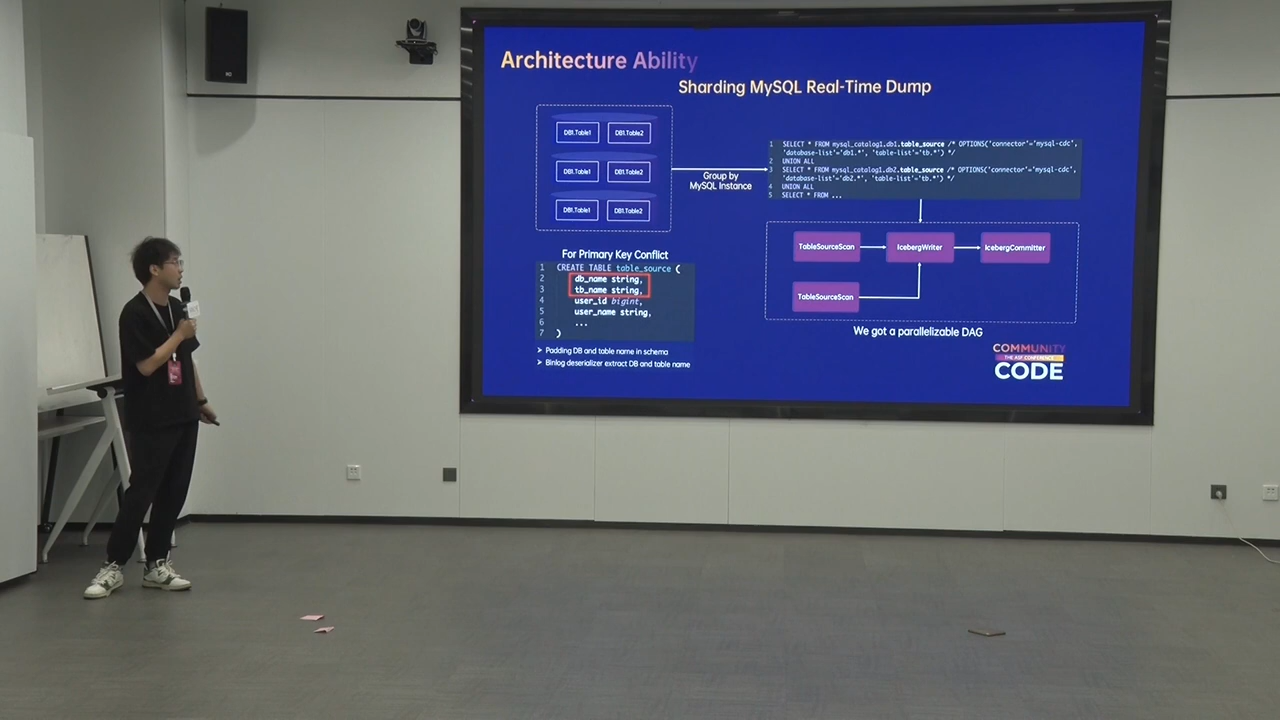 Architecture Ability
Sharding MySQL Real-Time Dump
DB1.Table1 DB1.Table2
DB1.Table1 DB1.Table2
DB1.Table1 DB1.Table2
Group by
MySQL Instance
1 SELECT * FROM mysql_catalog1.db1.table_source /* OPTIONS('connector'='mysql-cdc',
'database-list'='db1.*', 'table-list'='tb.*') */
2 UNION ALL
3 SELECT * FROM mysql_catalog1.db2.table_source /* OPTIONS('connector'='mysql-cdc',
'database-list'='db2.*', 'table-list'='tb.*') */
4 UNION ALL
5 SELECT * FROM ...
TableSourceScan IcebergWriter IcebergCommitter
TableSourceScan
We got a parallelizable DAG
For Primary Key Conflict
1 CREATE TABLE table_source (
2 db_name string,
3 tb_name string,
4 user_id bigint,
5 user_name string,
6 ...
7 )
➢ Padding DB and table name in schema
➢ Binlog deserializer extract DB and table name
COMMUNITY
THE ASF CONFERENCE
CODE